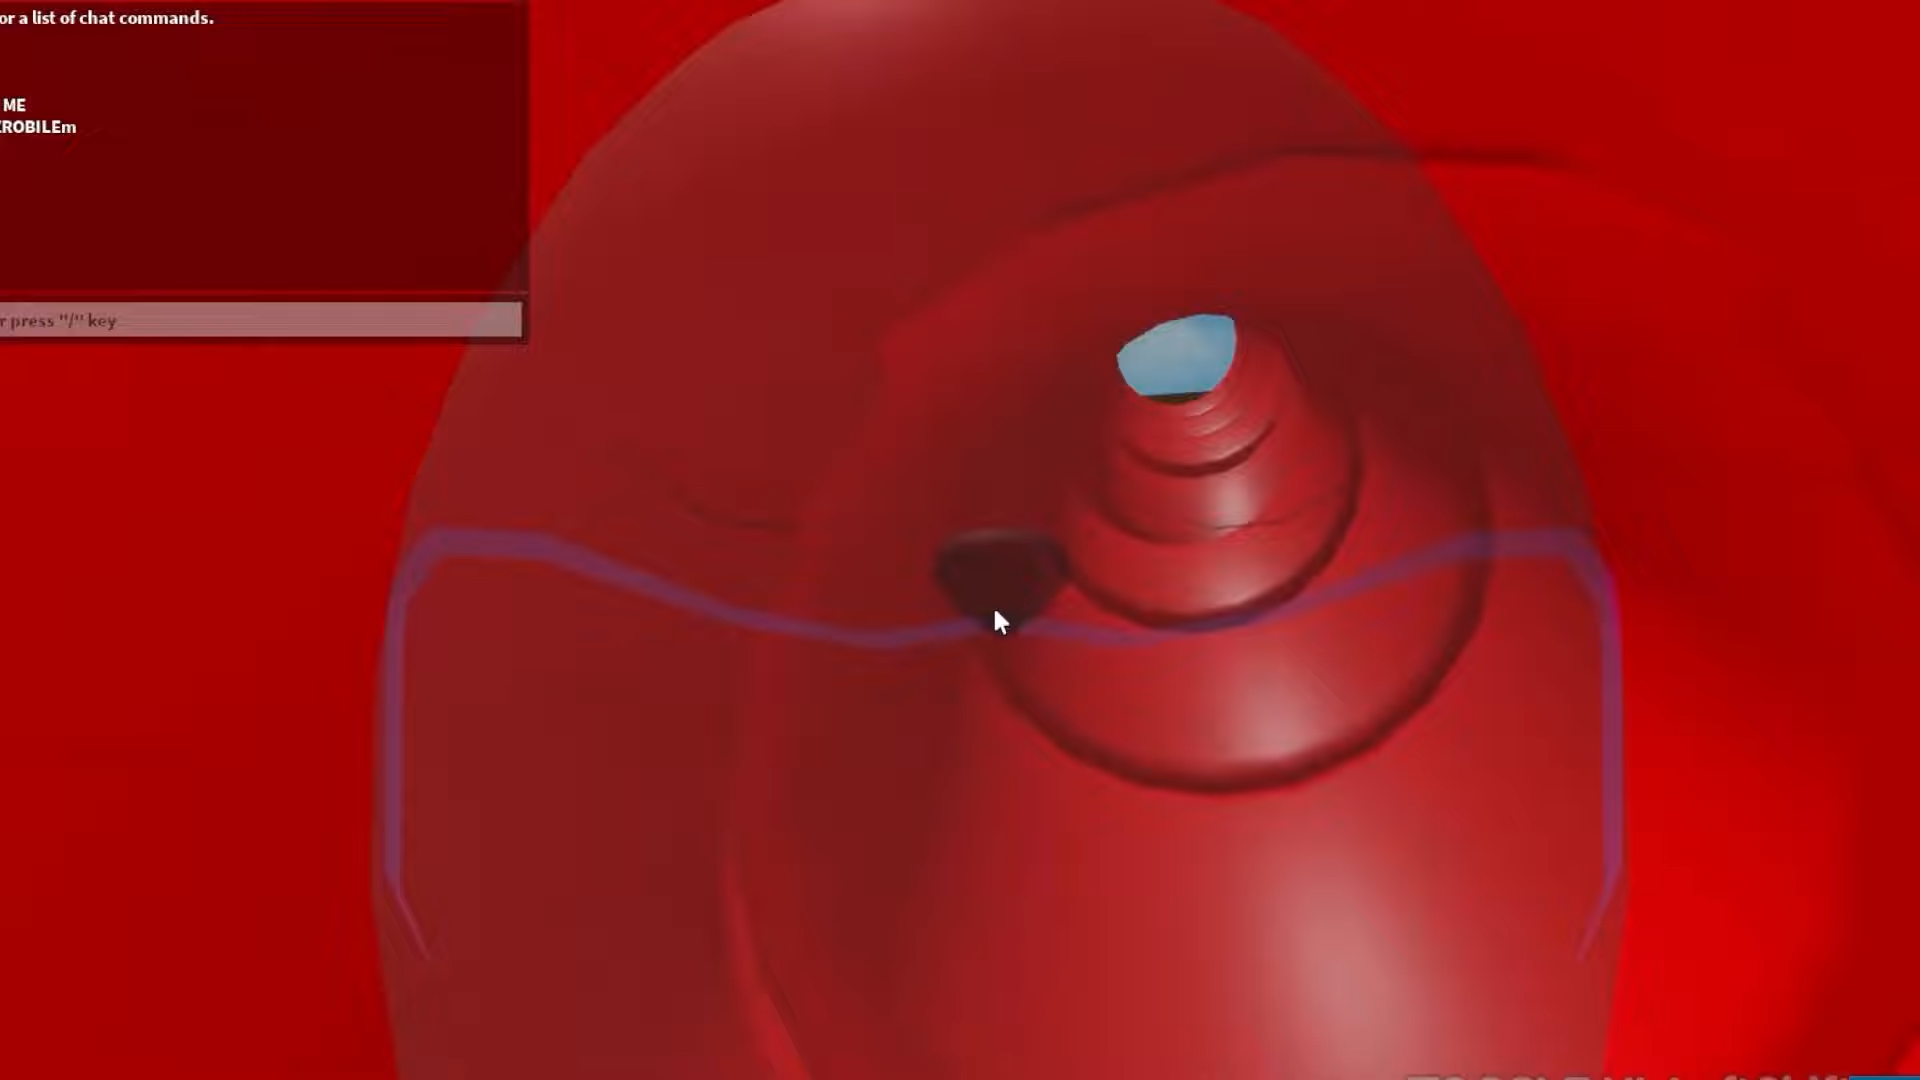 or a list of chat commands.
ME
ROBILEm
r press "/" key